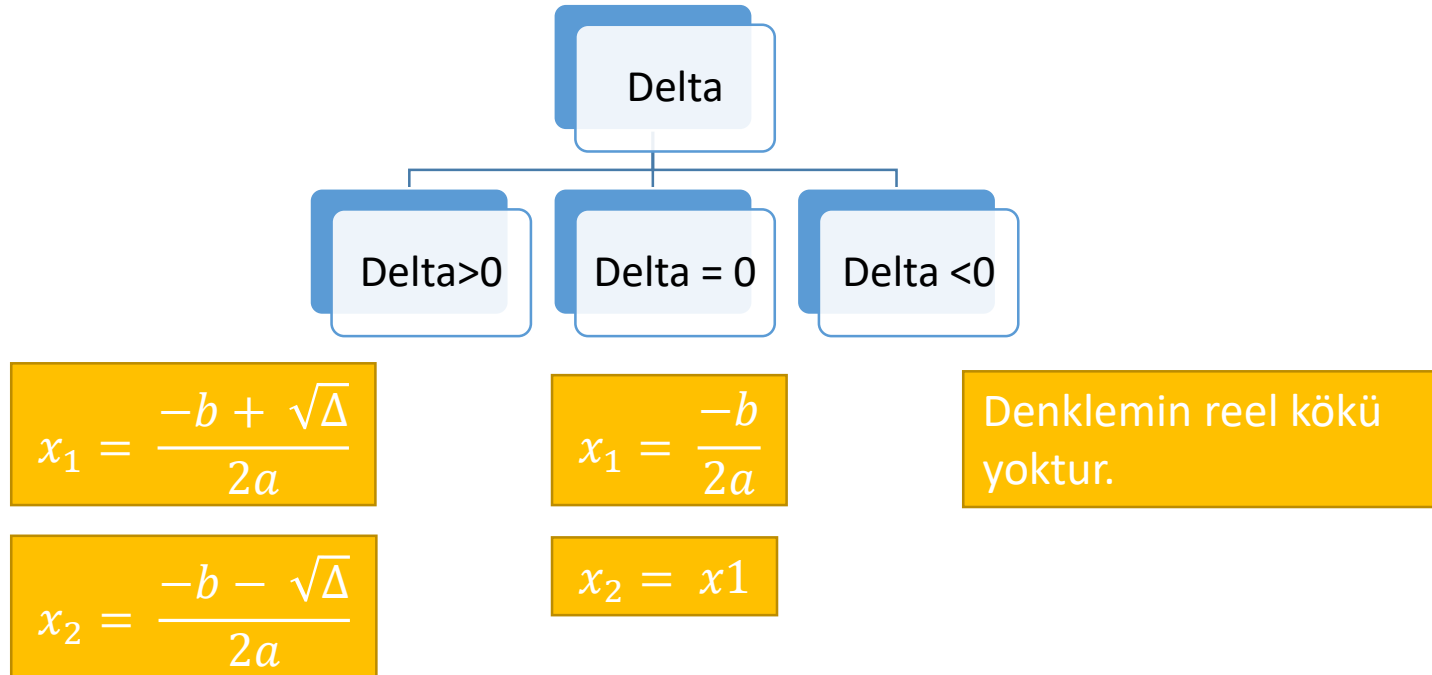 Delta
Delta>0
Delta = 0
Delta <0
x₁ = (-b + √Δ) / 2a
x₂ = (-b - √Δ) / 2a
x₁ = -b / 2a
x₂ = x1
Denklemin reel kökü
yoktur.